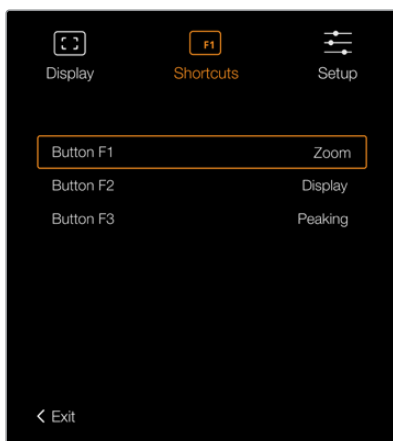 F1
Display Shortcuts Setup
Button F1 Zoom
Button F2 Display
Button F3 Peaking
Exit